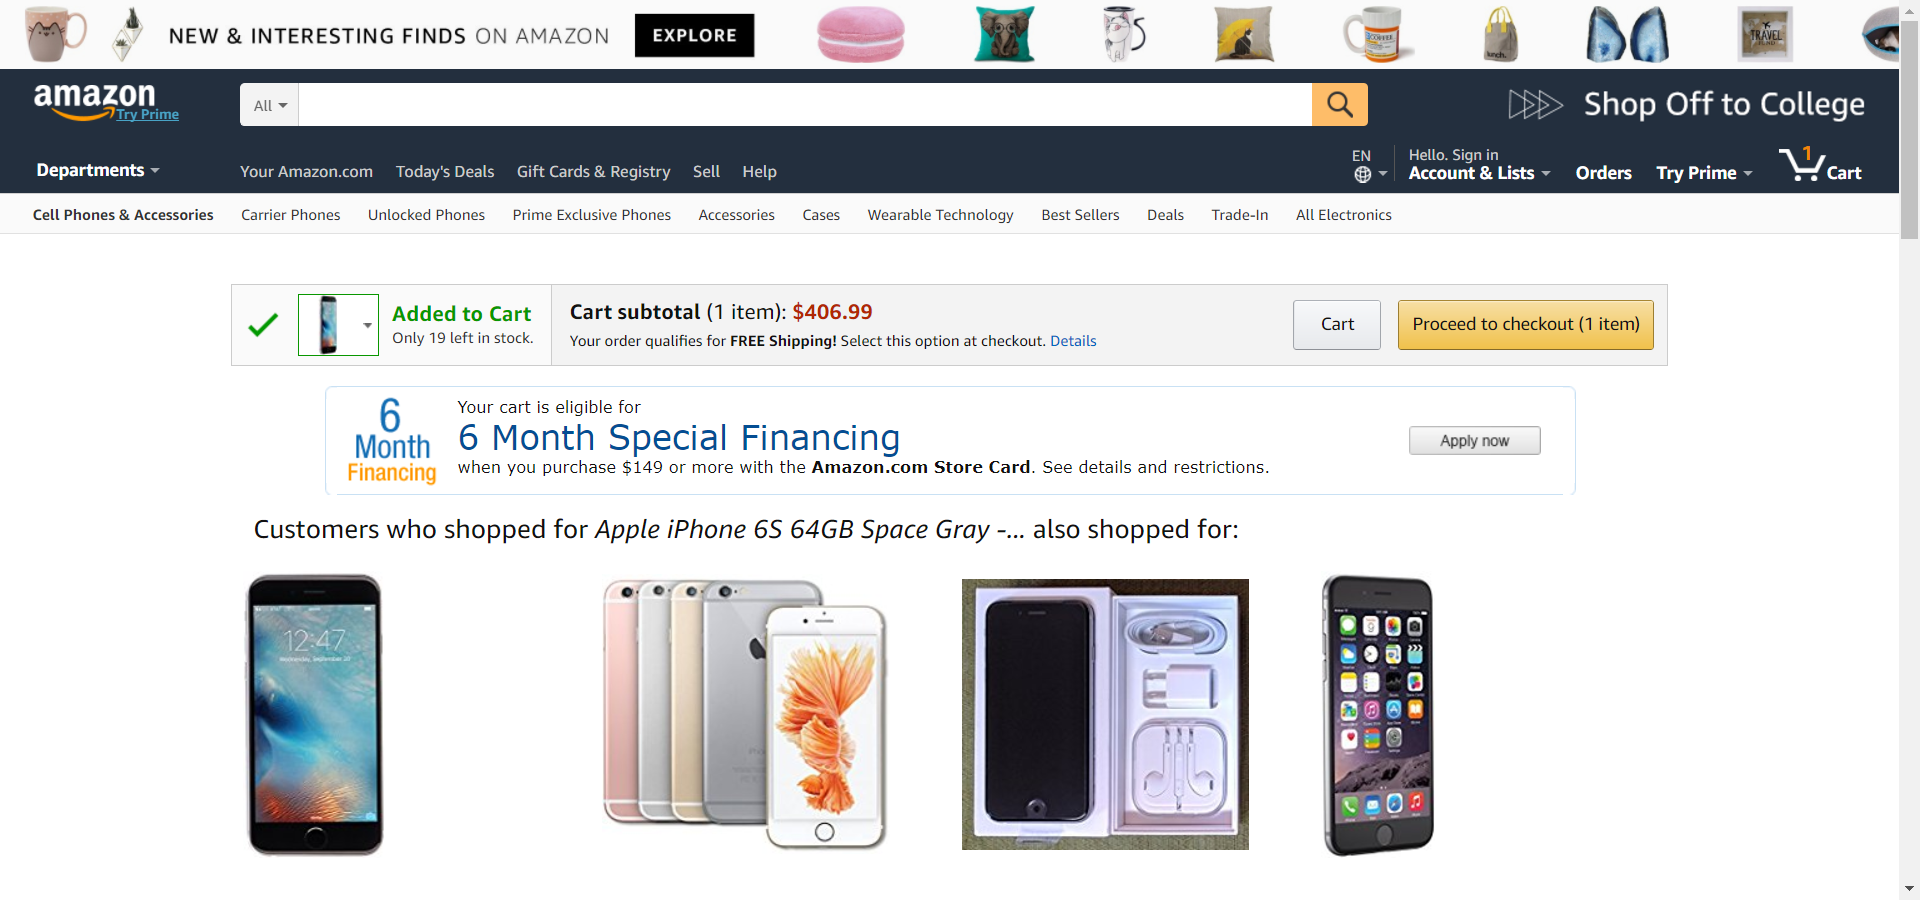 NEW & INTERESTING FINDS ON AMAZON
EXPLORE
COFFEE
lunch.
TRAVEL
FUND
amazon
Try Prime
All
Shop Off to College
Departments
Your Amazon.com
Today's Deals
Gift Cards & Registry
Sell
Help
EN
Hello. Sign in
Account & Lists
Orders
Try Prime
1
Cart
Cell Phones & Accessories
Carrier Phones
Unlocked Phones
Prime Exclusive Phones
Accessories
Cases
Wearable Technology
Best Sellers
Deals
Trade-In
All Electronics
Added to Cart
Only 19 left in stock.
Cart subtotal (1 item): $406.99
Your order qualifies for FREE Shipping! Select this option at checkout. Details
Cart
Proceed to checkout (1 item)
6
Month
Financing
Your cart is eligible for
6 Month Special Financing
when you purchase $149 or more with the Amazon.com Store Card. See details and restrictions.
Apply now
Customers who shopped for Apple iPhone 6S 64GB Space Gray -... also shopped for:
12:47